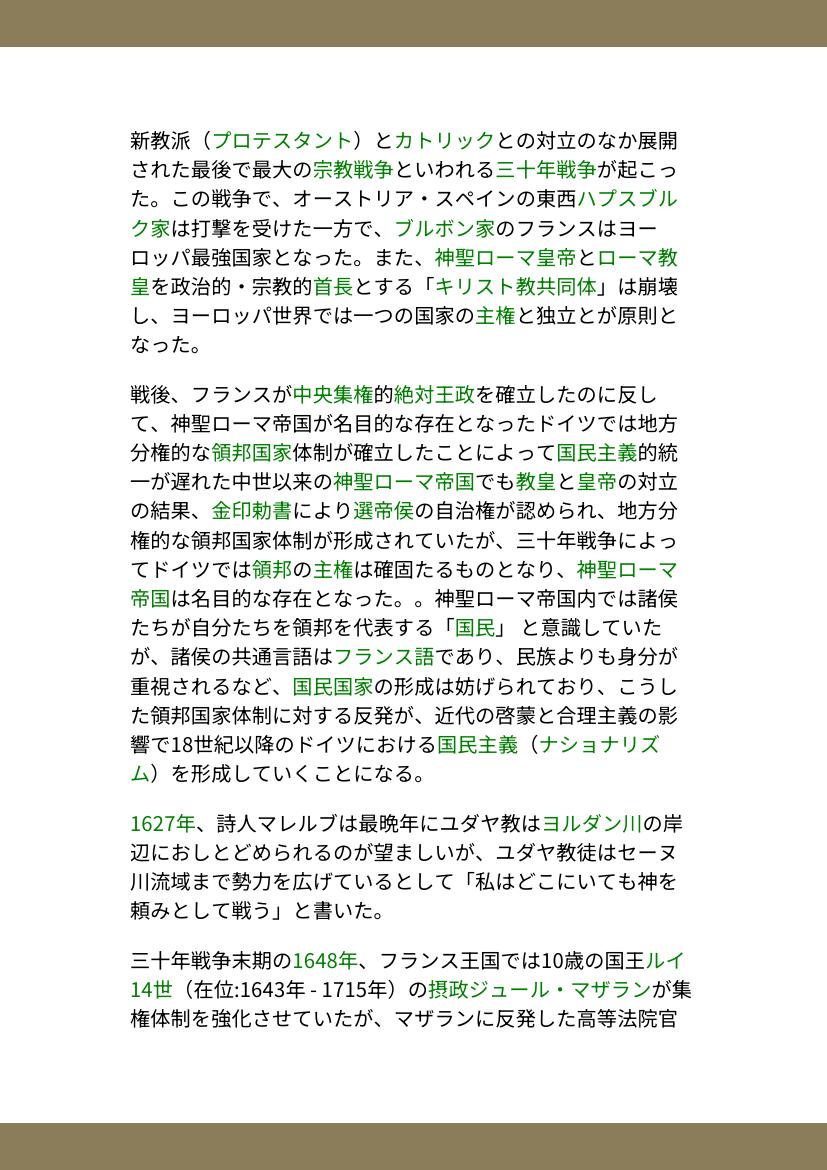 新教派（プロテスタント）とカトリックとの対立のなか展開
された最後で最大の宗教戦争といわれる三十年戦争が起こっ
た。この戦争で、オーストリア・スペインの東西ハプスブル
ク家は打撃を受けた一方で、ブルボン家のフランスはヨー
ロッパ最強国家となった。また、神聖ローマ皇帝とローマ教
皇を政治的・宗教的首長とする「キリスト教共同体」は崩壊
し、ヨーロッパ世界では一つの国家の主権と独立とが原則と
なった。
戦後、フランスが中央集権的絶対王政を確立したのに反し
て、神聖ローマ帝国が名目的な存在となったドイツでは地方
分権的な領邦国家体制が確立したことによって国民主義的統
一が遅れた中世以来の神聖ローマ帝国でも教皇と皇帝の対立
の結果、金印勅書により選帝侯の自治権が認められ、地方分
権的な領邦国家体制が形成されていたが、三十年戦争によっ
てドイツでは領邦の主権は確固たるものとなり、神聖ローマ
帝国は名目的な存在となった。。神聖ローマ帝国内では諸侯
たちが自分たちを領邦を代表する「国民」 と意識していた
が、諸侯の共通言語はフランス語であり、民族よりも身分が
重視されるなど、国民国家の形成は妨げられており、こうし
た領邦国家体制に対する反発が、近代の啓蒙と合理主義の影
響で18世紀以降のドイツにおける国民主義（ナショナリズ
ム）を形成していくことになる。
1627年、詩人マレルブは最晩年にユダヤ教はヨルダン川の岸
辺におしとどめられるのが望ましいが、ユダヤ教徒はセーヌ
川流域まで勢力を広げているとして「私はどこにいても神を
頼みとして戦う」と書いた。
三十年戦争末期の1648年、フランス王国では10歳の国王ルイ
14世（在位:1643年 - 1715年）の摂政ジュール・マザランが集
権体制を強化させていたが、マザランに反発した高等法院官